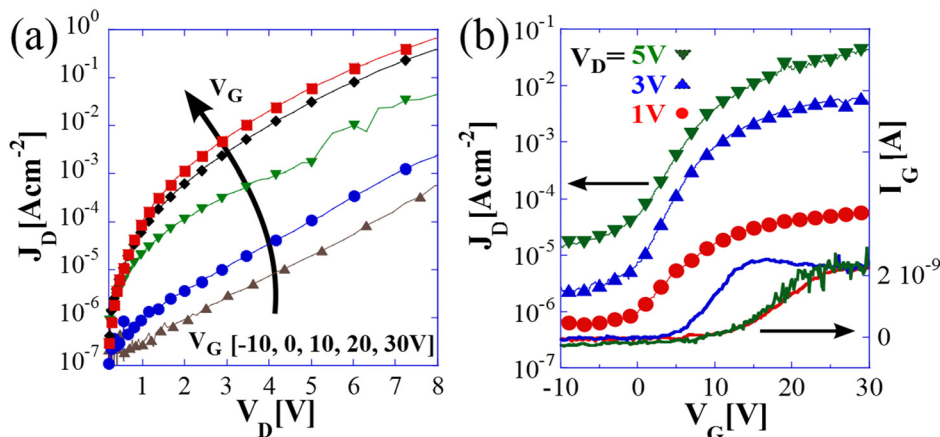 (a)
10^0
10^-1
10^-2
10^-3
10^-4
10^-5
10^-6
10^-7
J_D [Acm^-2]
V_G
V_G [-10, 0, 10, 20, 30V]
1 2 3 4 5 6 7 8
V_D [V]
(b)
10^-1
10^-2
10^-3
10^-4
10^-5
10^-6
10^-7
J_D [Acm^-2]
V_D= 5V
3V
1V
I_G [A]
2 10^-9
0
-10 0 10 20 30
V_G [V]